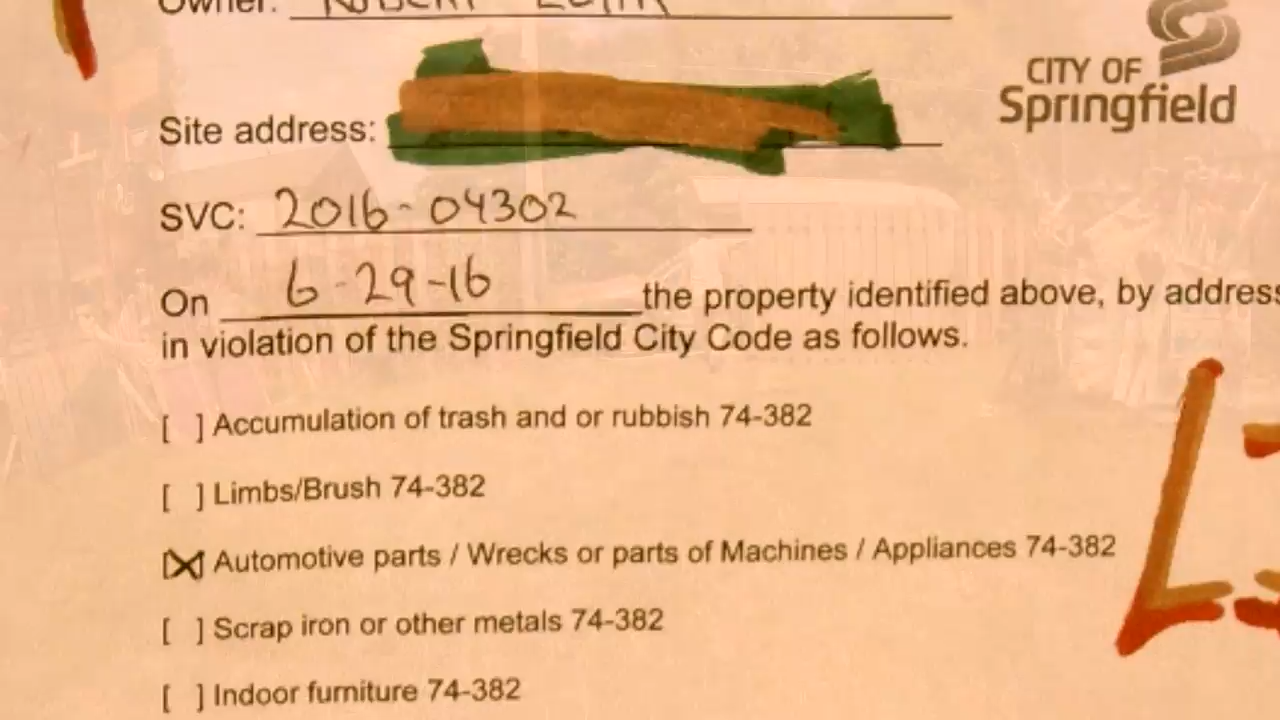 Owner: ROBERT
CITY OF
Springfield
Site address:
SVC: 2016-04302
On 6-29-16 the property identified above, by address
in violation of the Springfield City Code as follows.
[ ] Accumulation of trash and or rubbish 74-382
[ ] Limbs/Brush 74-382
[X] Automotive parts / Wrecks or parts of Machines / Appliances 74-382
[ ] Scrap iron or other metals 74-382
[ ] Indoor furniture 74-382